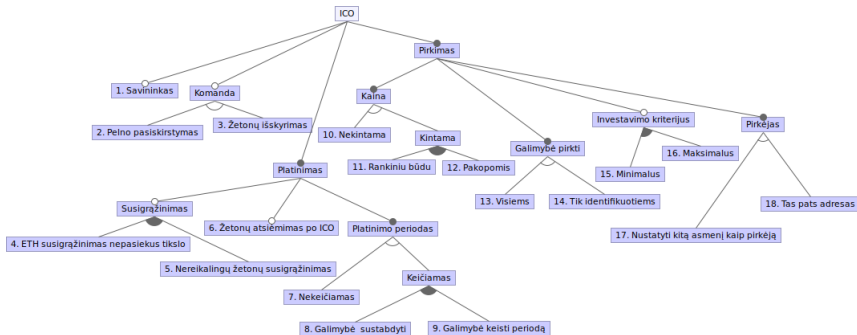 ICO
Pirkimas
1. Savininkas
Komanda
Kaina
Investavimo kriterijus
Pirkėjas
2. Pelno pasiskirstymas
3. Žetonų išskyrimas
10. Nekintama
Kintama
Galimybė pirkti
16. Maksimalus
11. Rankiniu būdu
12. Pakopomis
15. Minimalus
Platinimas
13. Visiems
14. Tik identifikuotiems
18. Tas pats adresas
Susigrąžinimas
6. Žetonų atsiėmimas po ICO
Platinimo periodas
17. Nustatyti kitą asmenį kaip pirkėją
4. ETH susigrąžinimas nepasiekus tikslo
5. Nereikalingų žetonų susigrąžinimas
Keičiamas
7. Nekeičiamas
8. Galimybė sustabdyti
9. Galimybė keisti periodą